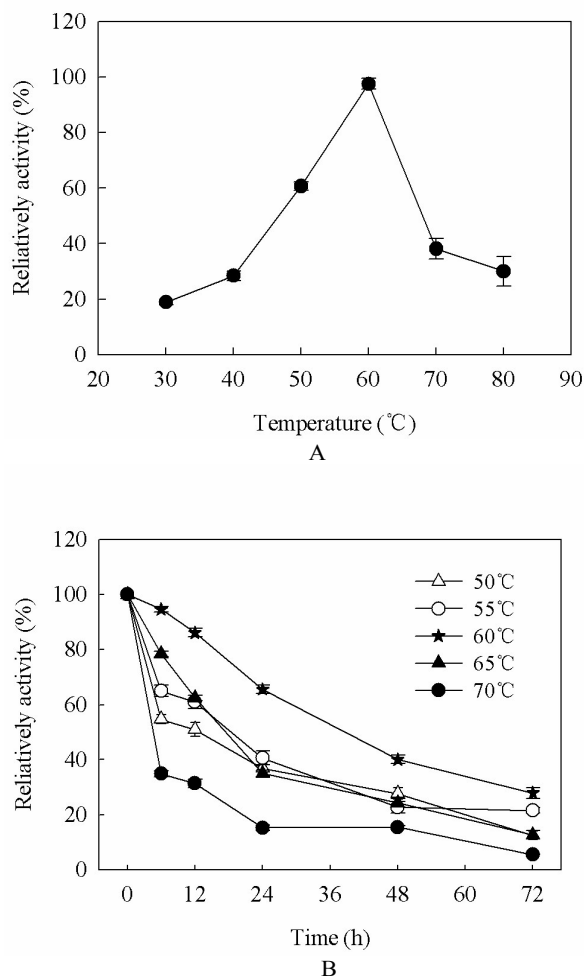 120
100
80
60
40
20
0
Reliatively activity (%)
20 30 40 50 60 70 80 90
Temperature (℃)
A
120
100
80
60
40
20
0
Reliatively activity (%)
50℃
55℃
60℃
65℃
70℃
0 12 24 36 48 60 72
Time (h)
B